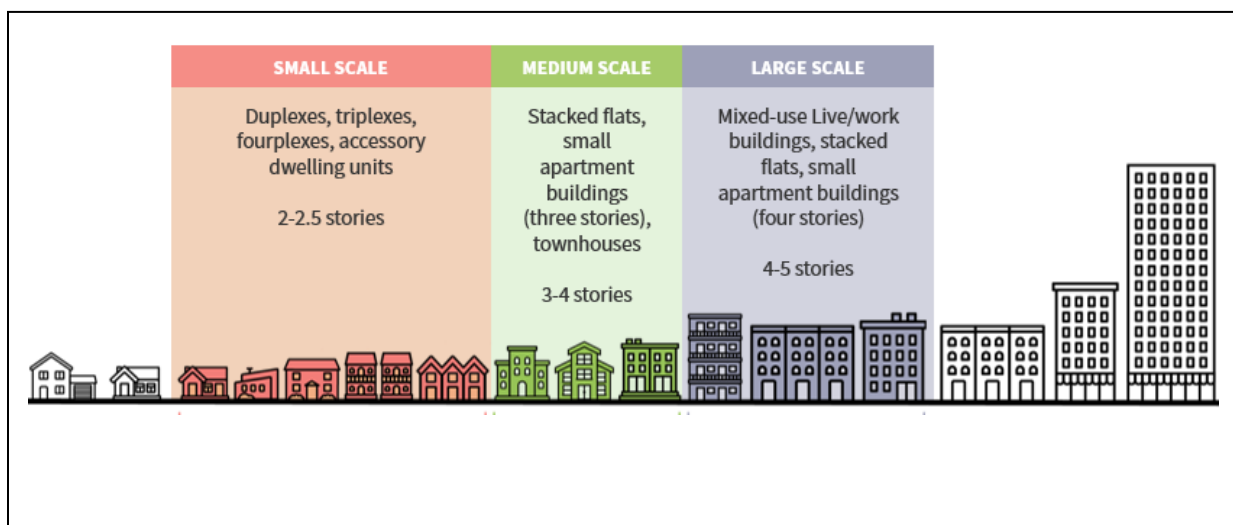 SMALL SCALE
Duplexes, triplexes,
fourplexes, accessory
dwelling units
2-2.5 stories
MEDIUM SCALE
Stacked flats,
small
apartment
buildings
(three stories),
townhouses
3-4 stories
LARGE SCALE
Mixed-use Live/work
buildings, stacked
flats, small
apartment buildings
(four stories)
4-5 stories